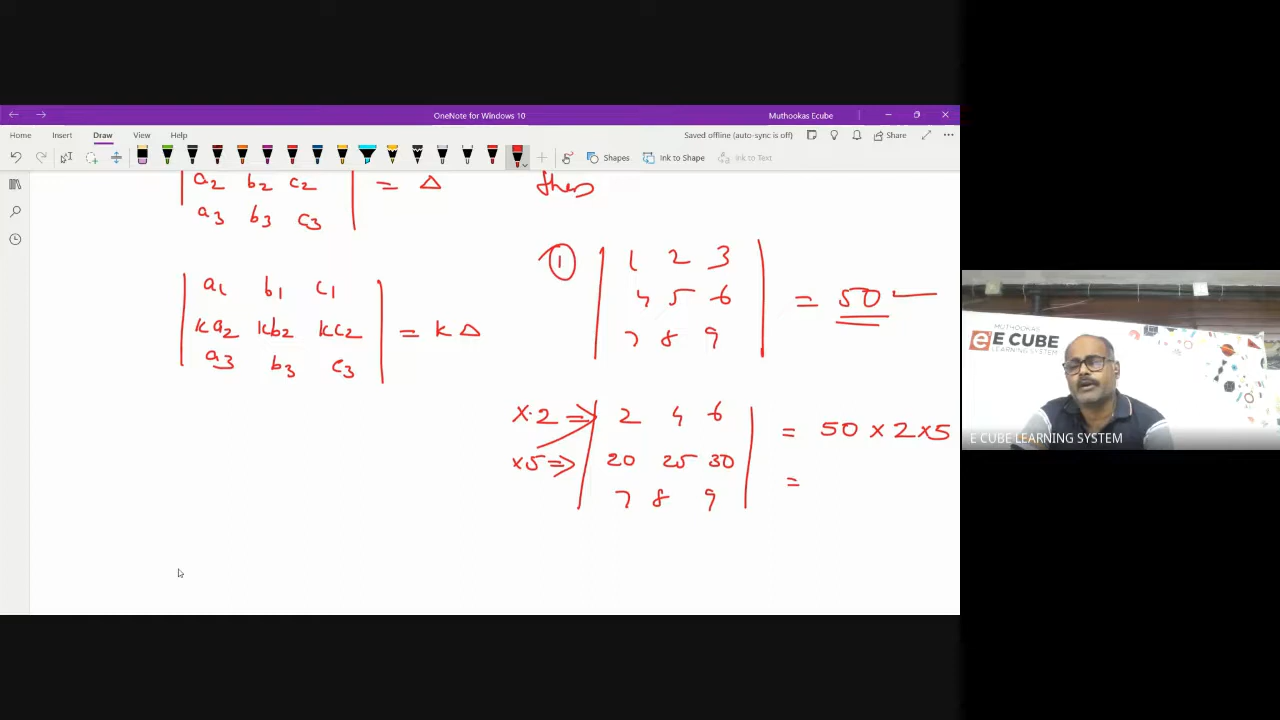 OneNote for Windows 10
Muthookas Ecube
Home Insert Draw View Help
Saved offline (auto-sync is off)
Share
Shapes
Ink to Shape
Ink to Text
a2 b2 c2 = Δ
a3 b3 c3
a1 b1 c1
ka2 kb2 kc2 = k Δ
a3 b3 c3
1
1 2 3
4 5 6 = 50
7 8 9
x·2 ⇒ 2 4 6 = 50 x 2 x 5
x5 ⇒ 20 25 30
7 8 9 =
MUTHOOKAS
e E CUBE
LEARNING SYSTEM
E CUBE LEARNING SYSTEM